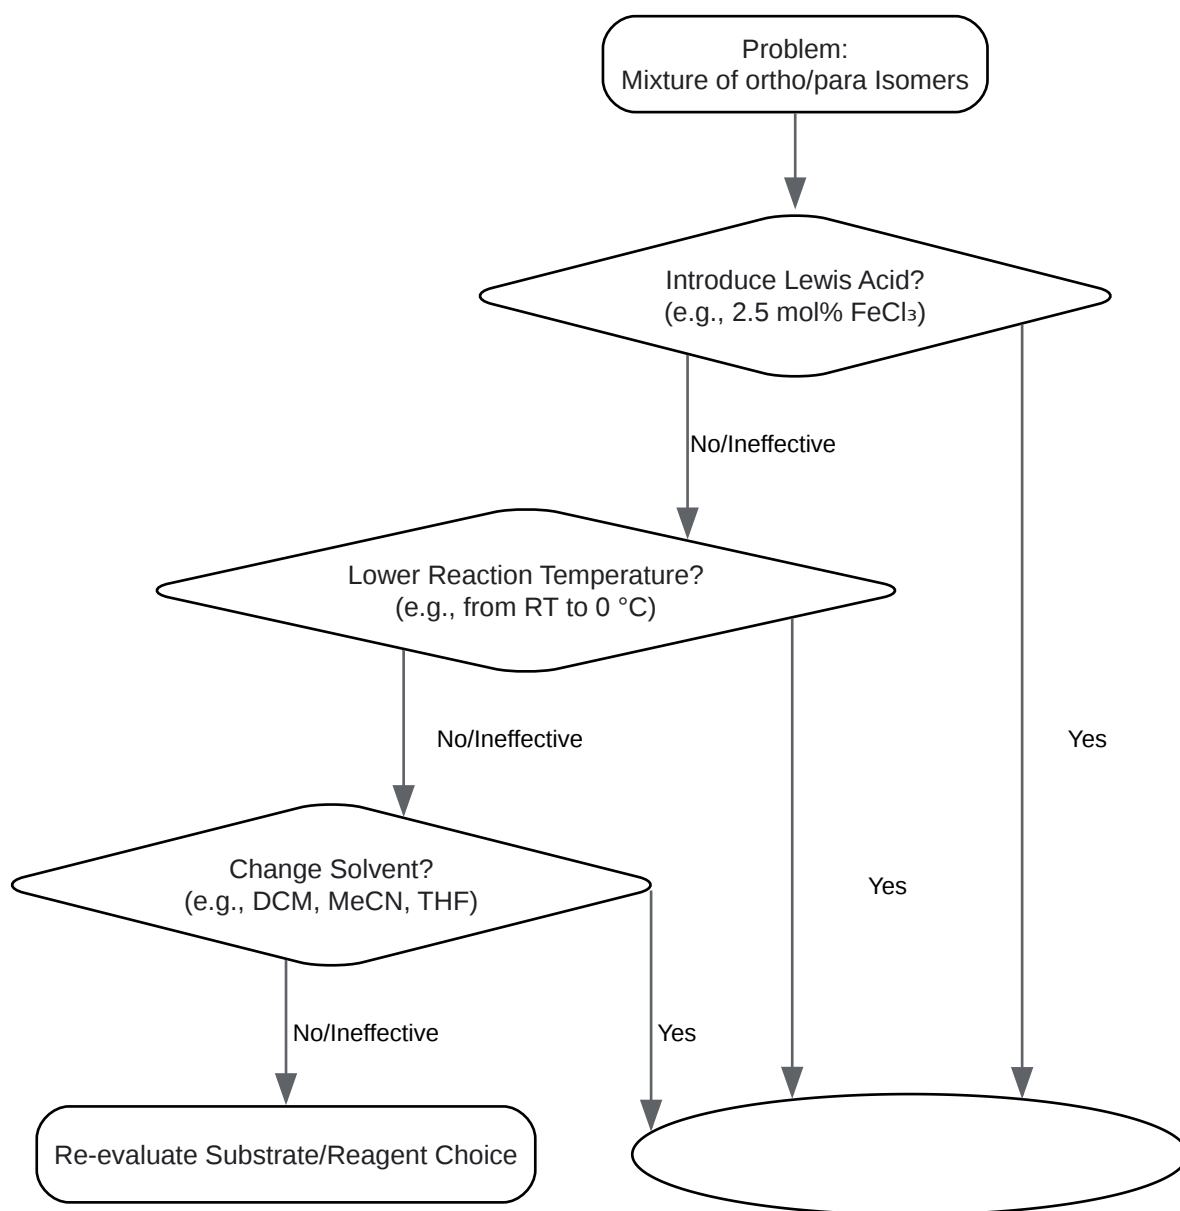 Problem:
Mixture of ortho/para Isomers
Introduce Lewis Acid?
(e.g., 2.5 mol% FeCl₃)
No/Ineffective
Lower Reaction Temperature?
(e.g., from RT to 0 °C)
No/Ineffective
Yes
Change Solvent?
(e.g., DCM, MeCN, THF)
Yes
No/Ineffective
Yes
Re-evaluate Substrate/Reagent Choice